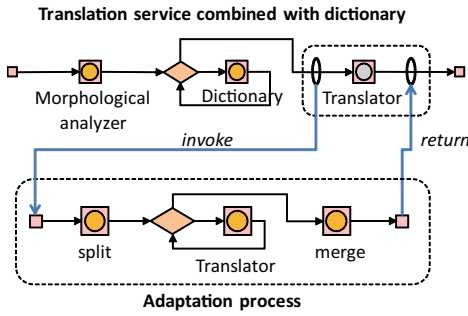 Translation service combined with dictionary
Morphological
analyzer
Dictionary
Translator
invoke
return
split
Translator
merge
Adaptation process